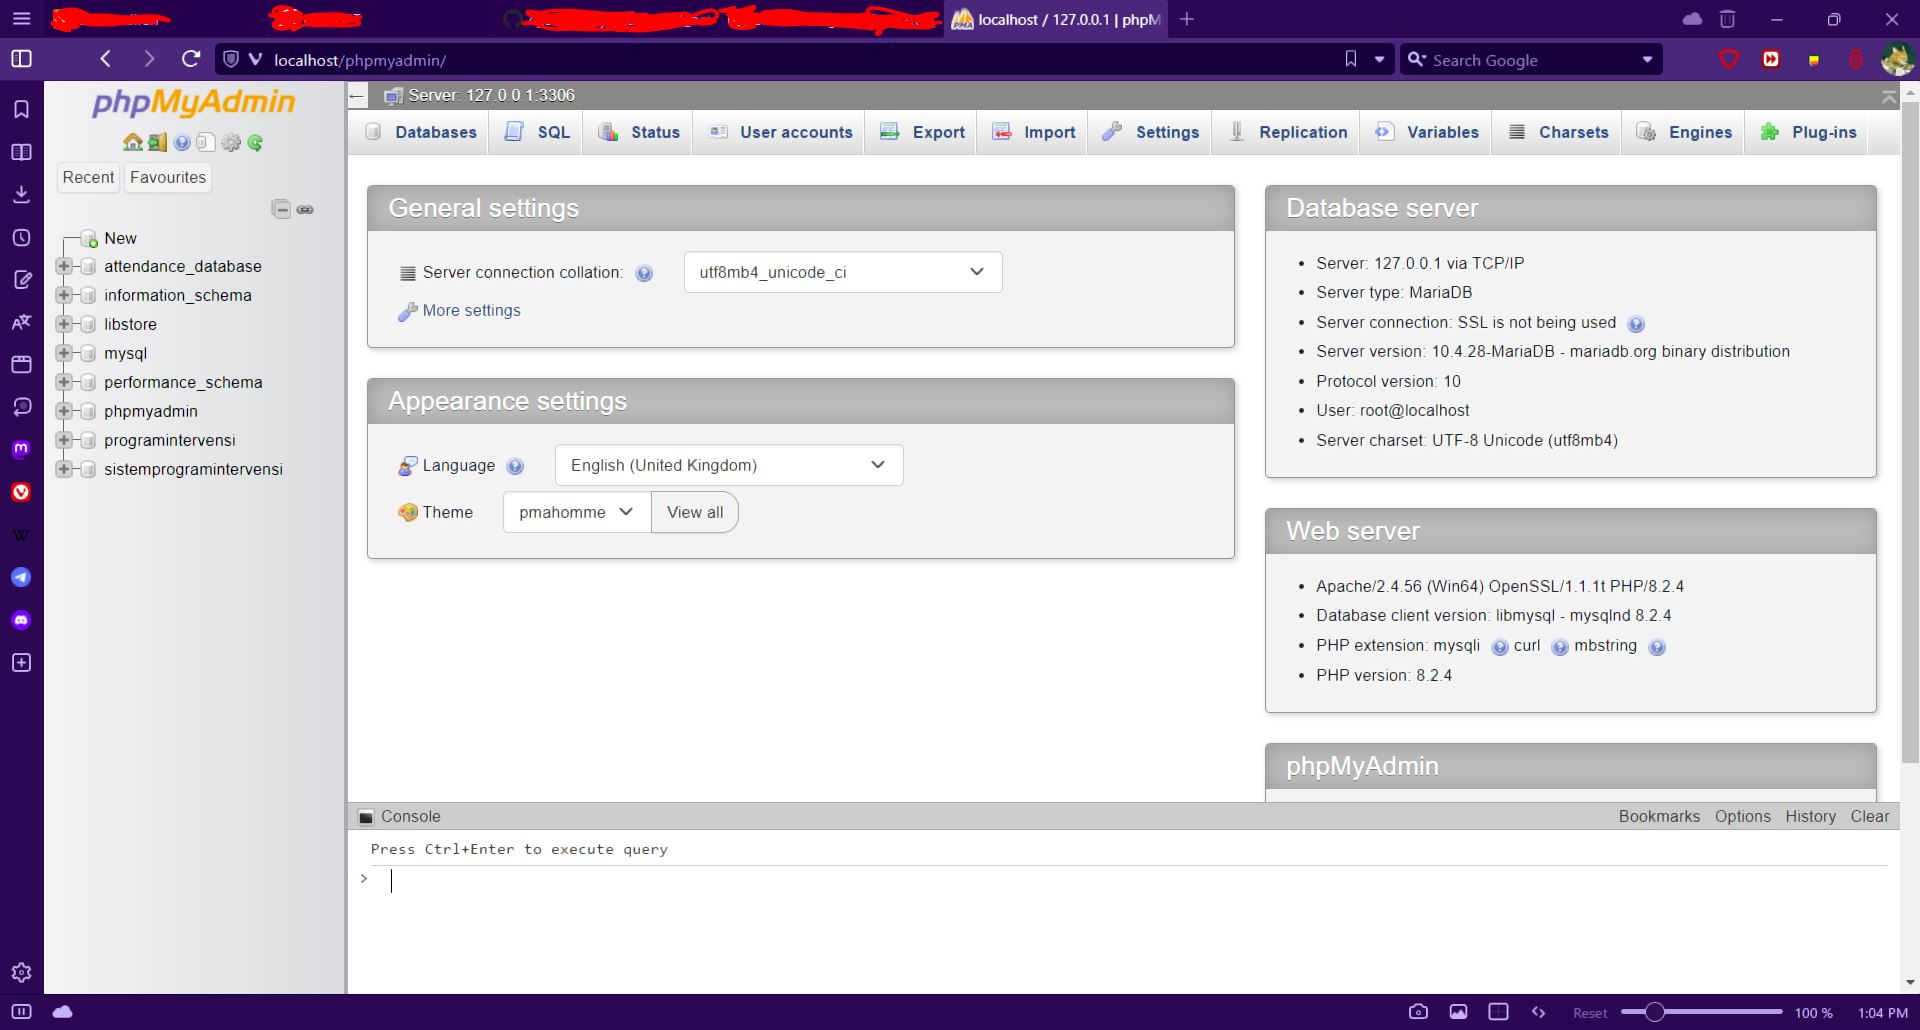 localhost / 127.0.0.1 | phpM
localhost/phpmyadmin/
Search Google
phpMyAdmin
Recent
Favourites
New
attendance_database
information_schema
libstore
mysql
performance_schema
phpmyadmin
programintervensi
sistemprogramintervensi
Server: 127.0.0.1:3306
Databases
SQL
Status
User accounts
Export
Import
Settings
Replication
Variables
Charsets
Engines
Plug-ins
General settings
Server connection collation:
utf8mb4_unicode_ci
More settings
Appearance settings
Language
English (United Kingdom)
Theme
pmahomme
View all
Database server
Server: 127.0.0.1 via TCP/IP
Server type: MariaDB
Server connection: SSL is not being used
Server version: 10.4.28-MariaDB - mariadb.org binary distribution
Protocol version: 10
User: root@localhost
Server charset: UTF-8 Unicode (utf8mb4)
Web server
Apache/2.4.56 (Win64) OpenSSL/1.1.1t PHP/8.2.4
Database client version: libmysql - mysqlnd 8.2.4
PHP extension: mysqli curl mbstring
PHP version: 8.2.4
phpMyAdmin
Console
Bookmarks
Options
History
Clear
Press Ctrl+Enter to execute query
>
Reset
100 %
1:04 PM